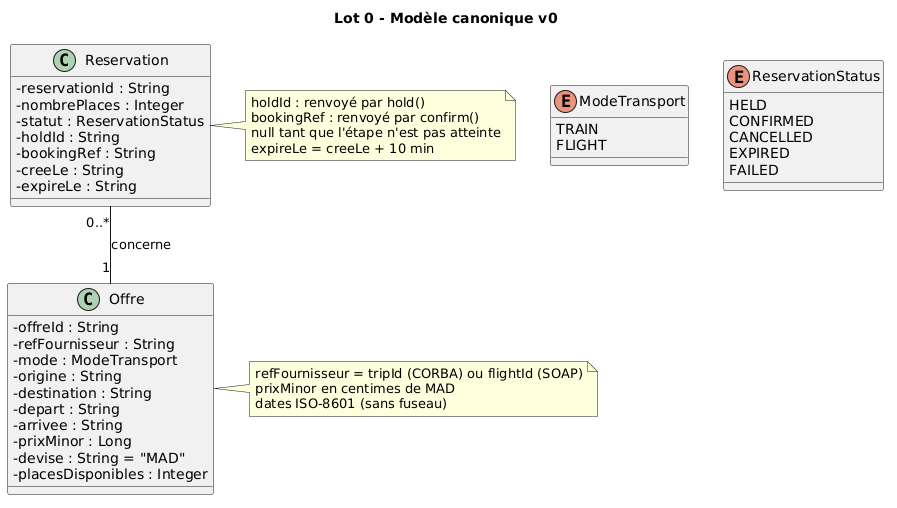 Lot 0 - Modèle canonique v0
C Reservation
-reservationId : String
-nombrePlaces : Integer
-statut : ReservationStatus
-holdId : String
-bookingRef : String
-creeLe : String
-expireLe : String
holdId : renvoyé par hold()
bookingRef : renvoyé par confirm()
null tant que l'étape n'est pas atteinte
expireLe = creeLe + 10 min
E ModeTransport
TRAIN
FLIGHT
E ReservationStatus
HELD
CONFIRMED
CANCELLED
EXPIRED
FAILED
0..*
concerne
1
C Offre
-offreId : String
-refFournisseur : String
-mode : ModeTransport
-origine : String
-destination : String
-depart : String
-arrivee : String
-prixMinor : Long
-devise : String = "MAD"
-placesDisponibles : Integer
refFournisseur = tripId (CORBA) ou flightId (SOAP)
prixMinor en centimes de MAD
dates ISO-8601 (sans fuseau)